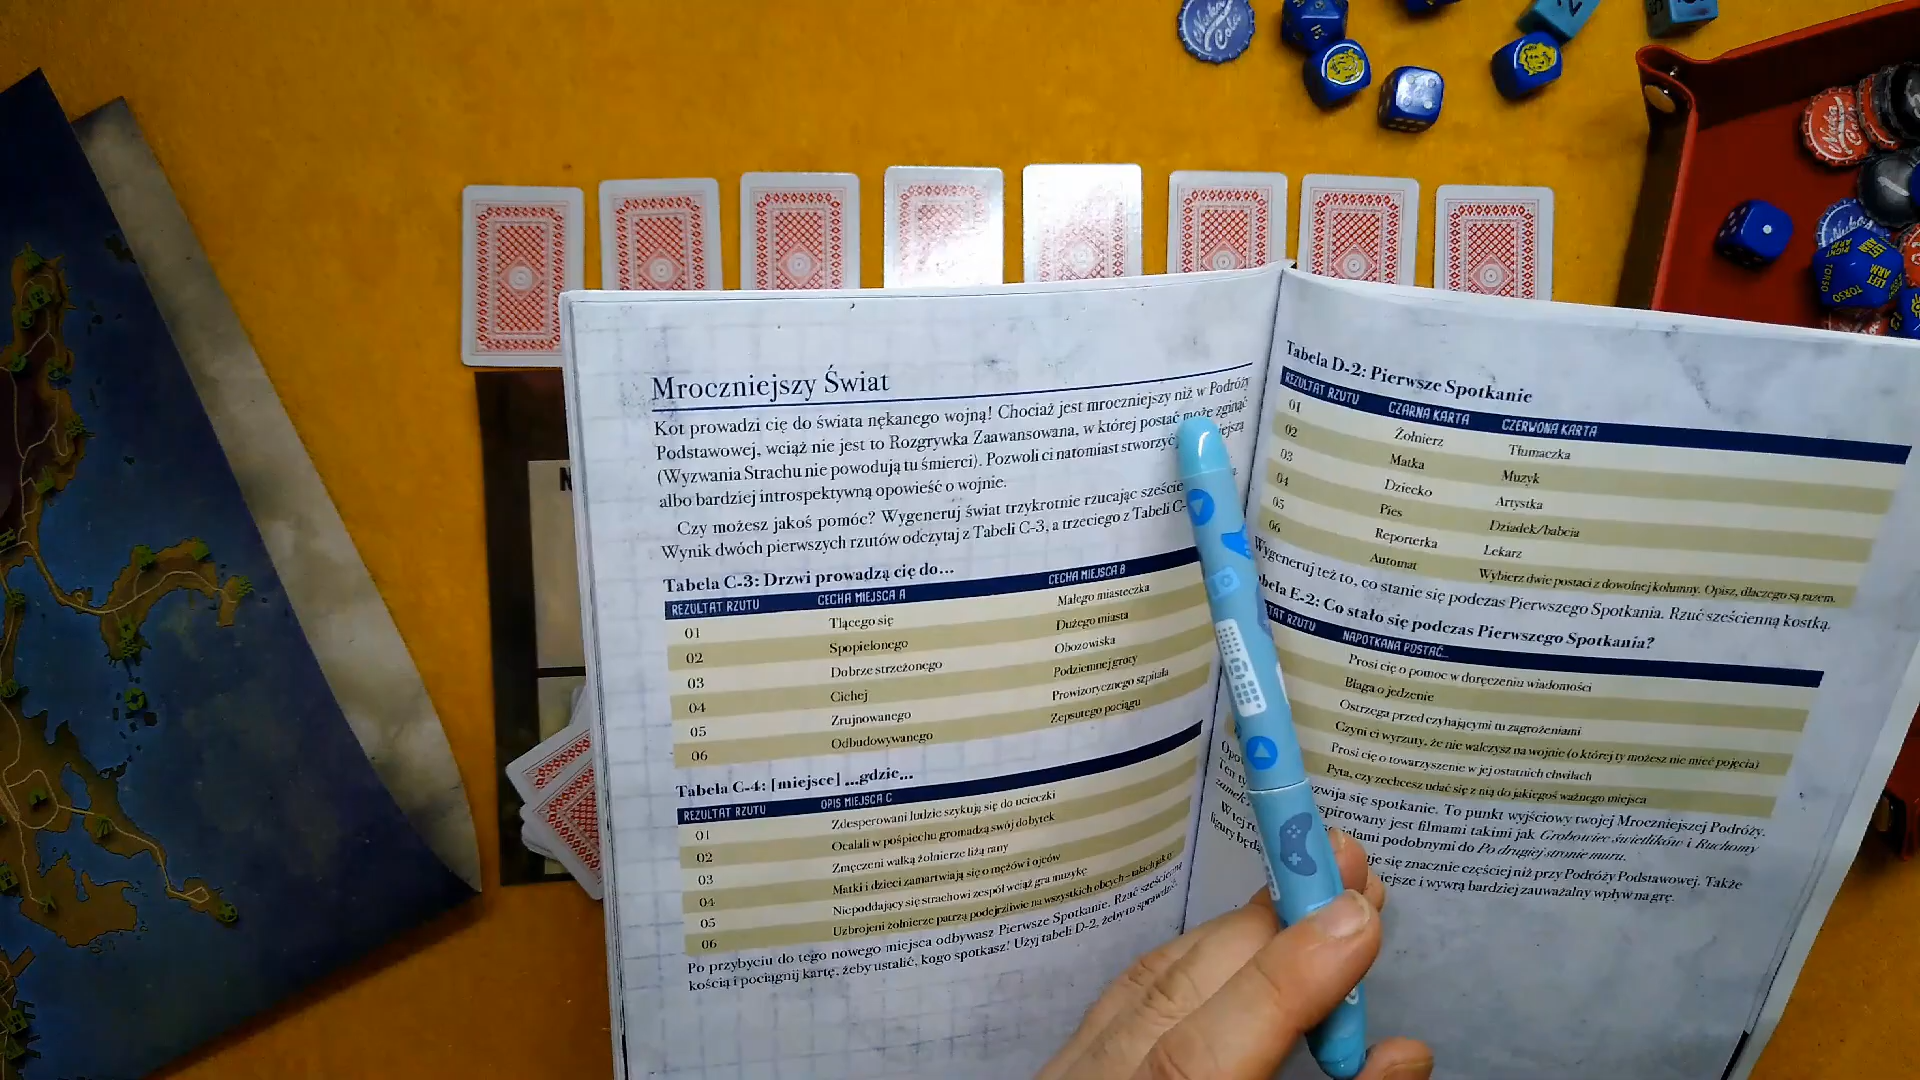 Mroczniejszy Świat
Kot prowadzi cię do świata nękanego wojną! Chociaż jest mroczniejszy niż w Podróży
Podstawowej, wciąż nie jest to Rozgrywka Zaawansowana, w której postać może zginąć
(Wyzwania Strachu nie powodują tu śmierci). Pozwoli ci natomiast stworzyć
albo bardziej introspektywną opowieść o wojnie.
Czy możesz jakoś pomóc? Wygeneruj świat trzykrotnie rzucając
Wynik dwóch pierwszych rzutów odczytaj z Tabeli C-3, a trzeciego z Tabeli
Tabela C-3: Drzwi prowadzą cię do...
REZULTAT RZUTU CECHA MIEJSCA A CECHA MIEJSCA B
01 Tlącego się Małego miasteczka
02 Spopielonego Dużego miasta
03 Dobrze strzeżonego Obozowiska
04 Cichej Podziemnej groty
05 Zrujnowanego Prowizorycznego szpitala
06 Odbudowywanego Zepsutego pociągu
Tabela C-4: [miejsce] ...gdzie...
REZULTAT RZUTU OPIS MIEJSCA C
01 Zdesperowani ludzie szykują się do ucieczki
02 Ocalali w pośpiechu gromadzą swój dobytek
03 Zmęczeni walką żołnierze liżą rany
04 Matki i dzieci zamartwiają się o mężów i ojców
05 Niepoddający się strachowi zespół wciąż gra muzykę
06 Uzbrojeni żołnierze patrzą podejrzliwie na wszystkich obcych – takich jak ty
Po przybyciu do tego nowego miejsca odbywasz Pierwsze Spotkanie. Rzuć sześcienną
kością i pociągnij kartę, żeby ustalić, kogo spotkasz! Użyj tabeli D-2, żeby to sprawdzić.
Tabela D-2: Pierwsze Spotkanie
REZULTAT RZUTU CZARNA KARTA CZERWONA KARTA
01 Żołnierz Tłumaczka
02 Matka Muzyk
03 Dziecko Artystka
04 Pies Dziadek/babcia
05 Reporterka Lekarz
06 Automat Wybierz dwie postaci z dowolnej kolumny. Opisz, dlaczego są razem.
Wygeneruj też to, co stanie się podczas Pierwszego Spotkania. Rzuć sześcienną kostką.
E-2: Co stało się podczas Pierwszego Spotkania?
RZUTU NAPOTKANA POSTAĆ...
Prosi cię o pomoc w doręczeniu wiadomości
Błaga o jedzenie
Ostrzega przed czyhającymi tu zagrożeniami
Czyni ci wyrzuty, że nie walczysz na wojnie (o której ty możesz nie mieć pojęcia)
Prosi cię o towarzyszenie w jej ostatnich chwilach
Pyta, czy zechcesz udać się z nią do jakiegoś ważnego miejsca
się spotkanie. To punkt wyjściowy twojej Mroczniejszej Podróży.
jest filmami takimi jak Grobowiec świetlików i Ruchomy
podobnymi do Po drugiej stronie muru.
W tej
się znacznie częściej niż przy Podróży Podstawowej. Także
i wywrą bardziej zauważalny wpływ na grę.
Nuka
Cola
Nuka
Cola
TORSO
TORSO
LEFT
ARM